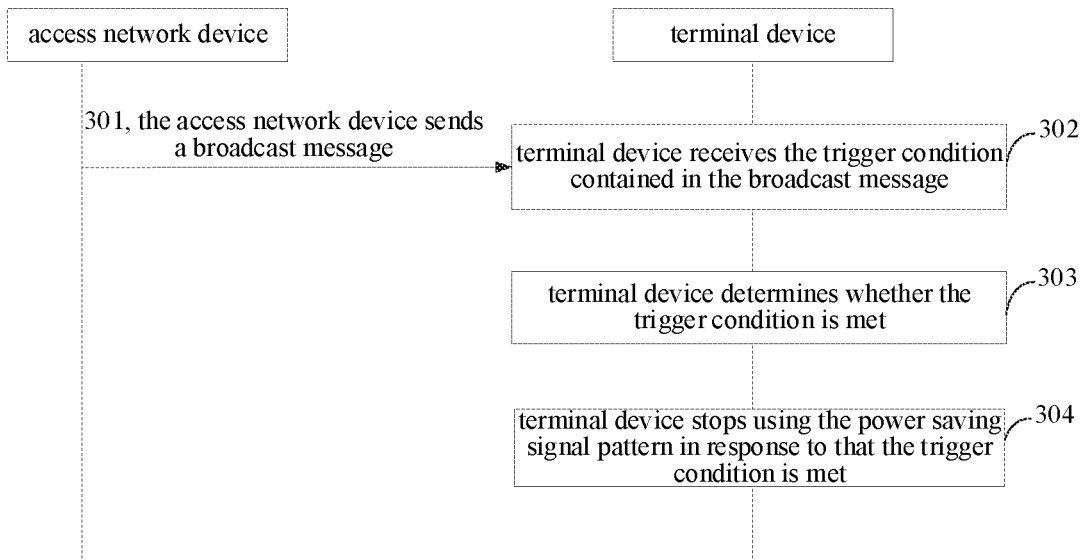 access network device
terminal device
301, the access network device sends
a broadcast message
302
terminal device receives the trigger condition
contained in the broadcast message
303
terminal device determines whether the
trigger condition is met
304
terminal device stops using the power saving
signal pattern in response to that the trigger
condition is met